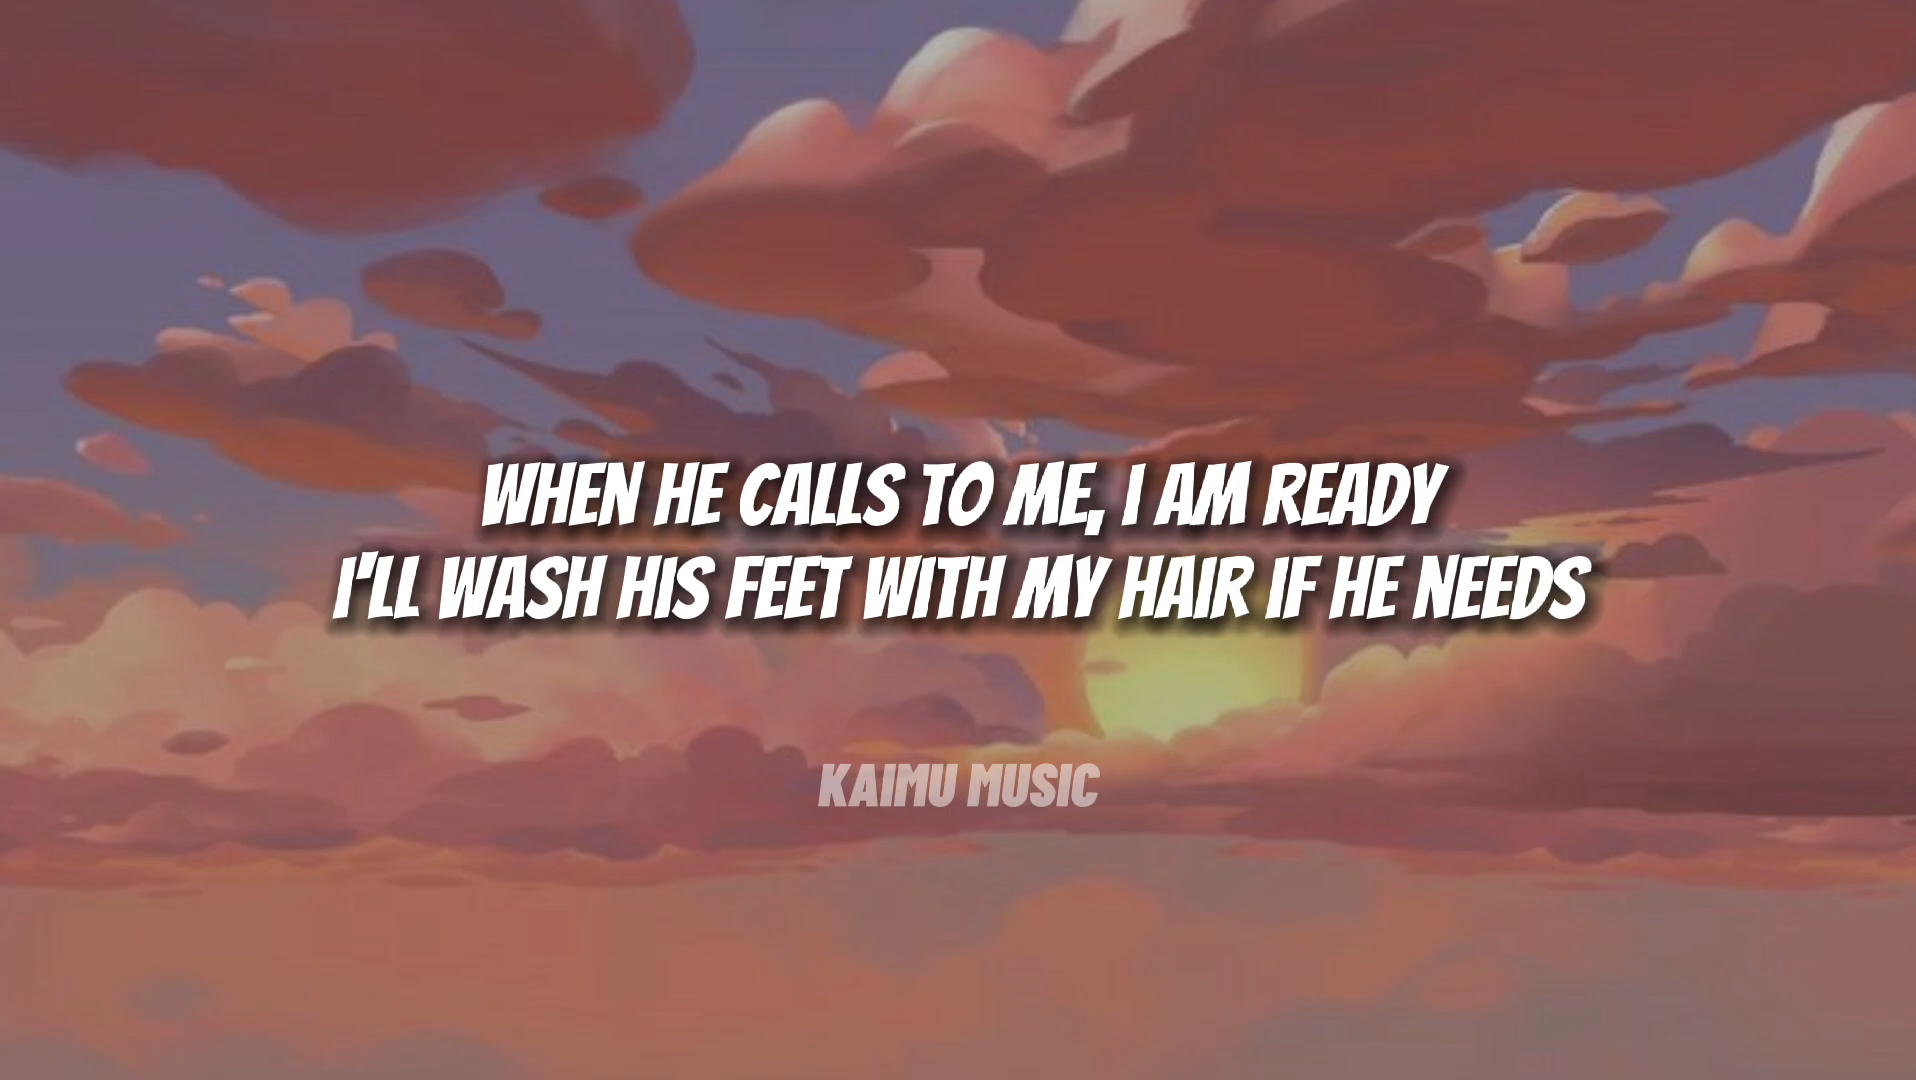 WHEN HE CALLS TO ME, I AM READY
I'LL WASH HIS FEET WITH MY HAIR IF HE NEEDS
KAIMU MUSIC